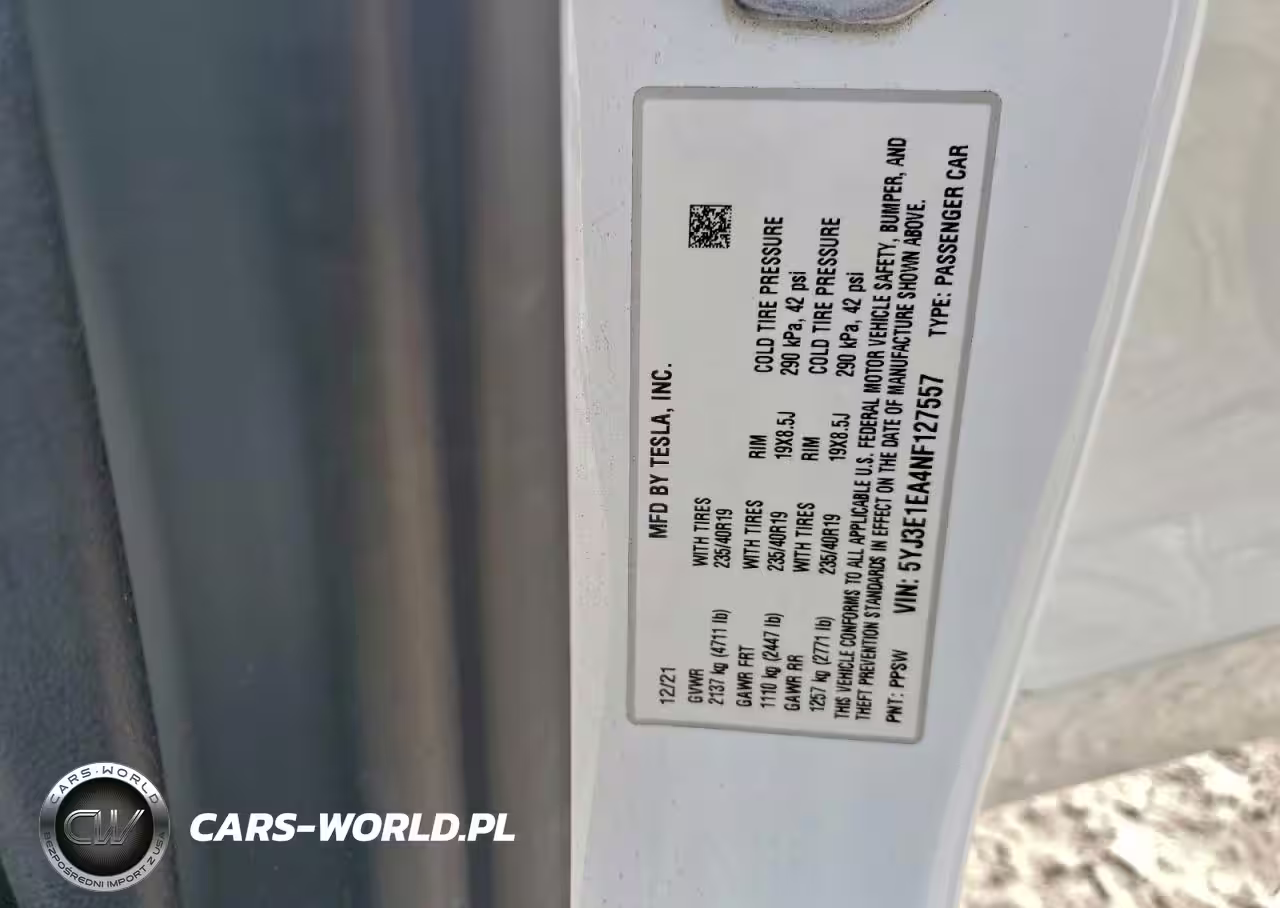 MFD BY TESLA, INC.
12/21
GVWR WITH TIRES
2137 kg (4711 lb) 235/40R19
GAWR FRT WITH TIRES RIM COLD TIRE PRESSURE
1110 kg (2447 lb) 235/40R19 19X8.5J 290 kPa, 42 psi
GAWR RR WITH TIRES RIM COLD TIRE PRESSURE
1257 kg (2771 lb) 235/40R19 19X8.5J 290 kPa, 42 psi
THIS VEHICLE CONFORMS TO ALL APPLICABLE U.S. FEDERAL MOTOR VEHICLE SAFETY, BUMPER, AND
THEFT PREVENTION STANDARDS IN EFFECT ON THE DATE OF MANUFACTURE SHOWN ABOVE.
PNT: PPSW VIN: 5YJ3E1EA4NF127557 TYPE: PASSENGER CAR
CARS-WORLD
CW
BEZPOŚREDNI IMPORT Z USA
CARS-WORLD.PL